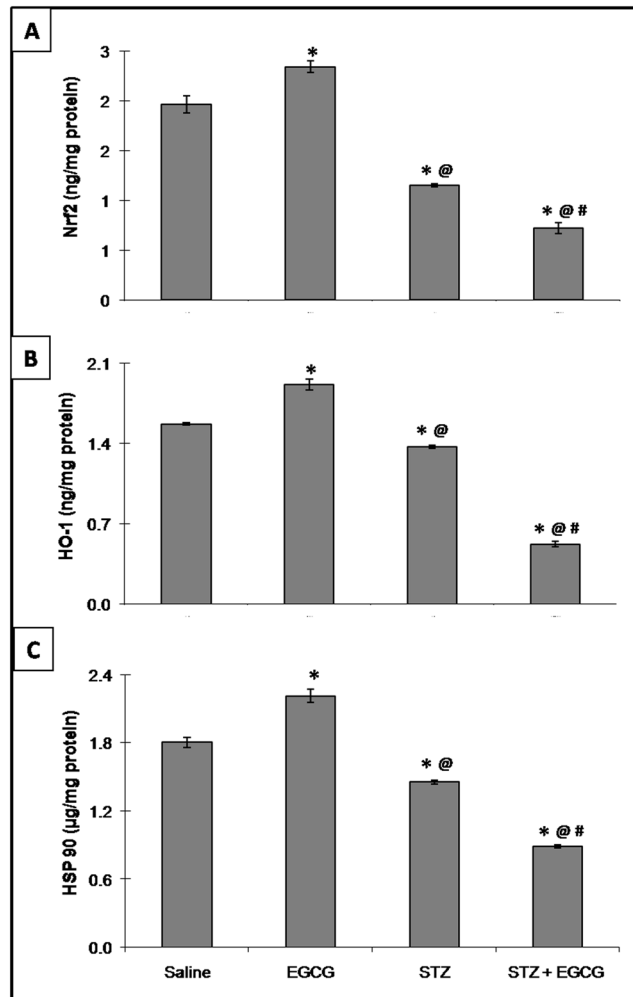 A
Nrf2 (ng/mg protein)
3
2
2
1
1
0
*
* @
* @ #
B
HO-1 (ng/mg protein)
2.1
1.4
0.7
0.0
*
* @
* @ #
C
HSP 90 (µg/mg protein)
2.4
1.8
1.2
0.6
0.0
*
* @
* @ #
Saline EGCG STZ STZ + EGCG